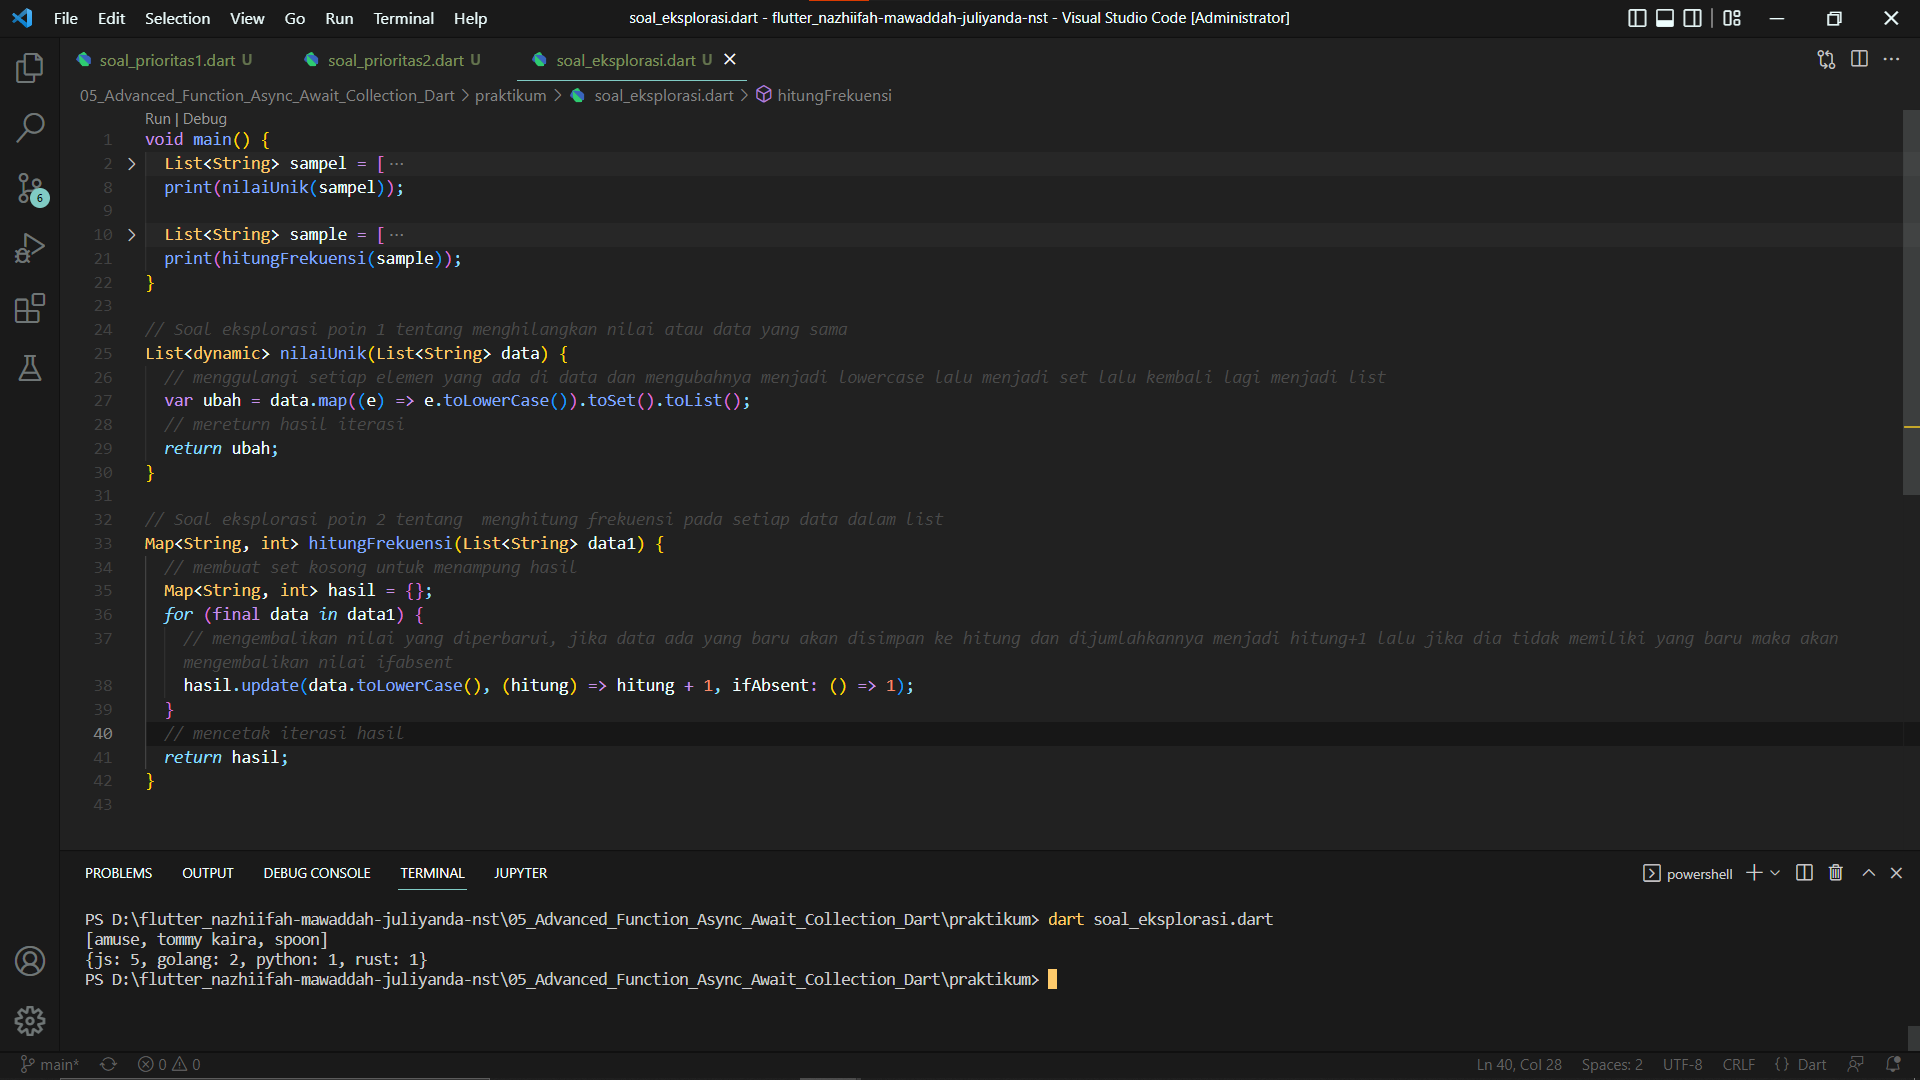 File Edit Selection View Go Run Terminal Help soal_eksplorasi.dart - flutter_nazhiifah-mawaddah-juliyanda-nst - Visual Studio Code [Administrator]
soal_prioritas1.dart U soal_prioritas2.dart U soal_eksplorasi.dart U
05_Advanced_Function_Async_Await_Collection_Dart > praktikum > soal_eksplorasi.dart > hitungFrekuensi
Run | Debug
1 void main() {
2 List<String> sampel = [ ...
8 print(nilaiUnik(sampel));
9
10 List<String> sample = [ ...
21 print(hitungFrekuensi(sample));
22 }
23
24 // Soal eksplorasi poin 1 tentang menghilangkan nilai atau data yang sama
25 List<dynamic> nilaiUnik(List<String> data) {
26 // menggulangi setiap elemen yang ada di data dan mengubahnya menjadi lowercase lalu menjadi set lalu kembali lagi menjadi list
27 var ubah = data.map((e) => e.toLowerCase()).toSet().toList();
28 // mereturn hasil iterasi
29 return ubah;
30 }
31
32 // Soal eksplorasi poin 2 tentang  menghitung frekuensi pada setiap data dalam list
33 Map<String, int> hitungFrekuensi(List<String> data1) {
34 // membuat set kosong untuk menampung hasil
35 Map<String, int> hasil = {};
36 for (final data in data1) {
37 // mengembalikan nilai yang diperbarui, jika data ada yang baru akan disimpan ke hitung dan dijumlahkannya menjadi hitung+1 lalu jika dia tidak memiliki yang baru maka akan
mengembalikan nilai ifabsent
38 hasil.update(data.toLowerCase(), (hitung) => hitung + 1, ifAbsent: () => 1);
39 }
40 // mencetak iterasi hasil
41 return hasil;
42 }
43
6
PROBLEMS OUTPUT DEBUG CONSOLE TERMINAL JUPYTER powershell
PS D:\flutter_nazhiifah-mawaddah-juliyanda-nst\05_Advanced_Function_Async_Await_Collection_Dart\praktikum> dart soal_eksplorasi.dart
[amuse, tommy kaira, spoon]
{js: 5, golang: 2, python: 1, rust: 1}
PS D:\flutter_nazhiifah-mawaddah-juliyanda-nst\05_Advanced_Function_Async_Await_Collection_Dart\praktikum>
main* 0 0 Ln 40, Col 28 Spaces: 2 UTF-8 CRLF {} Dart